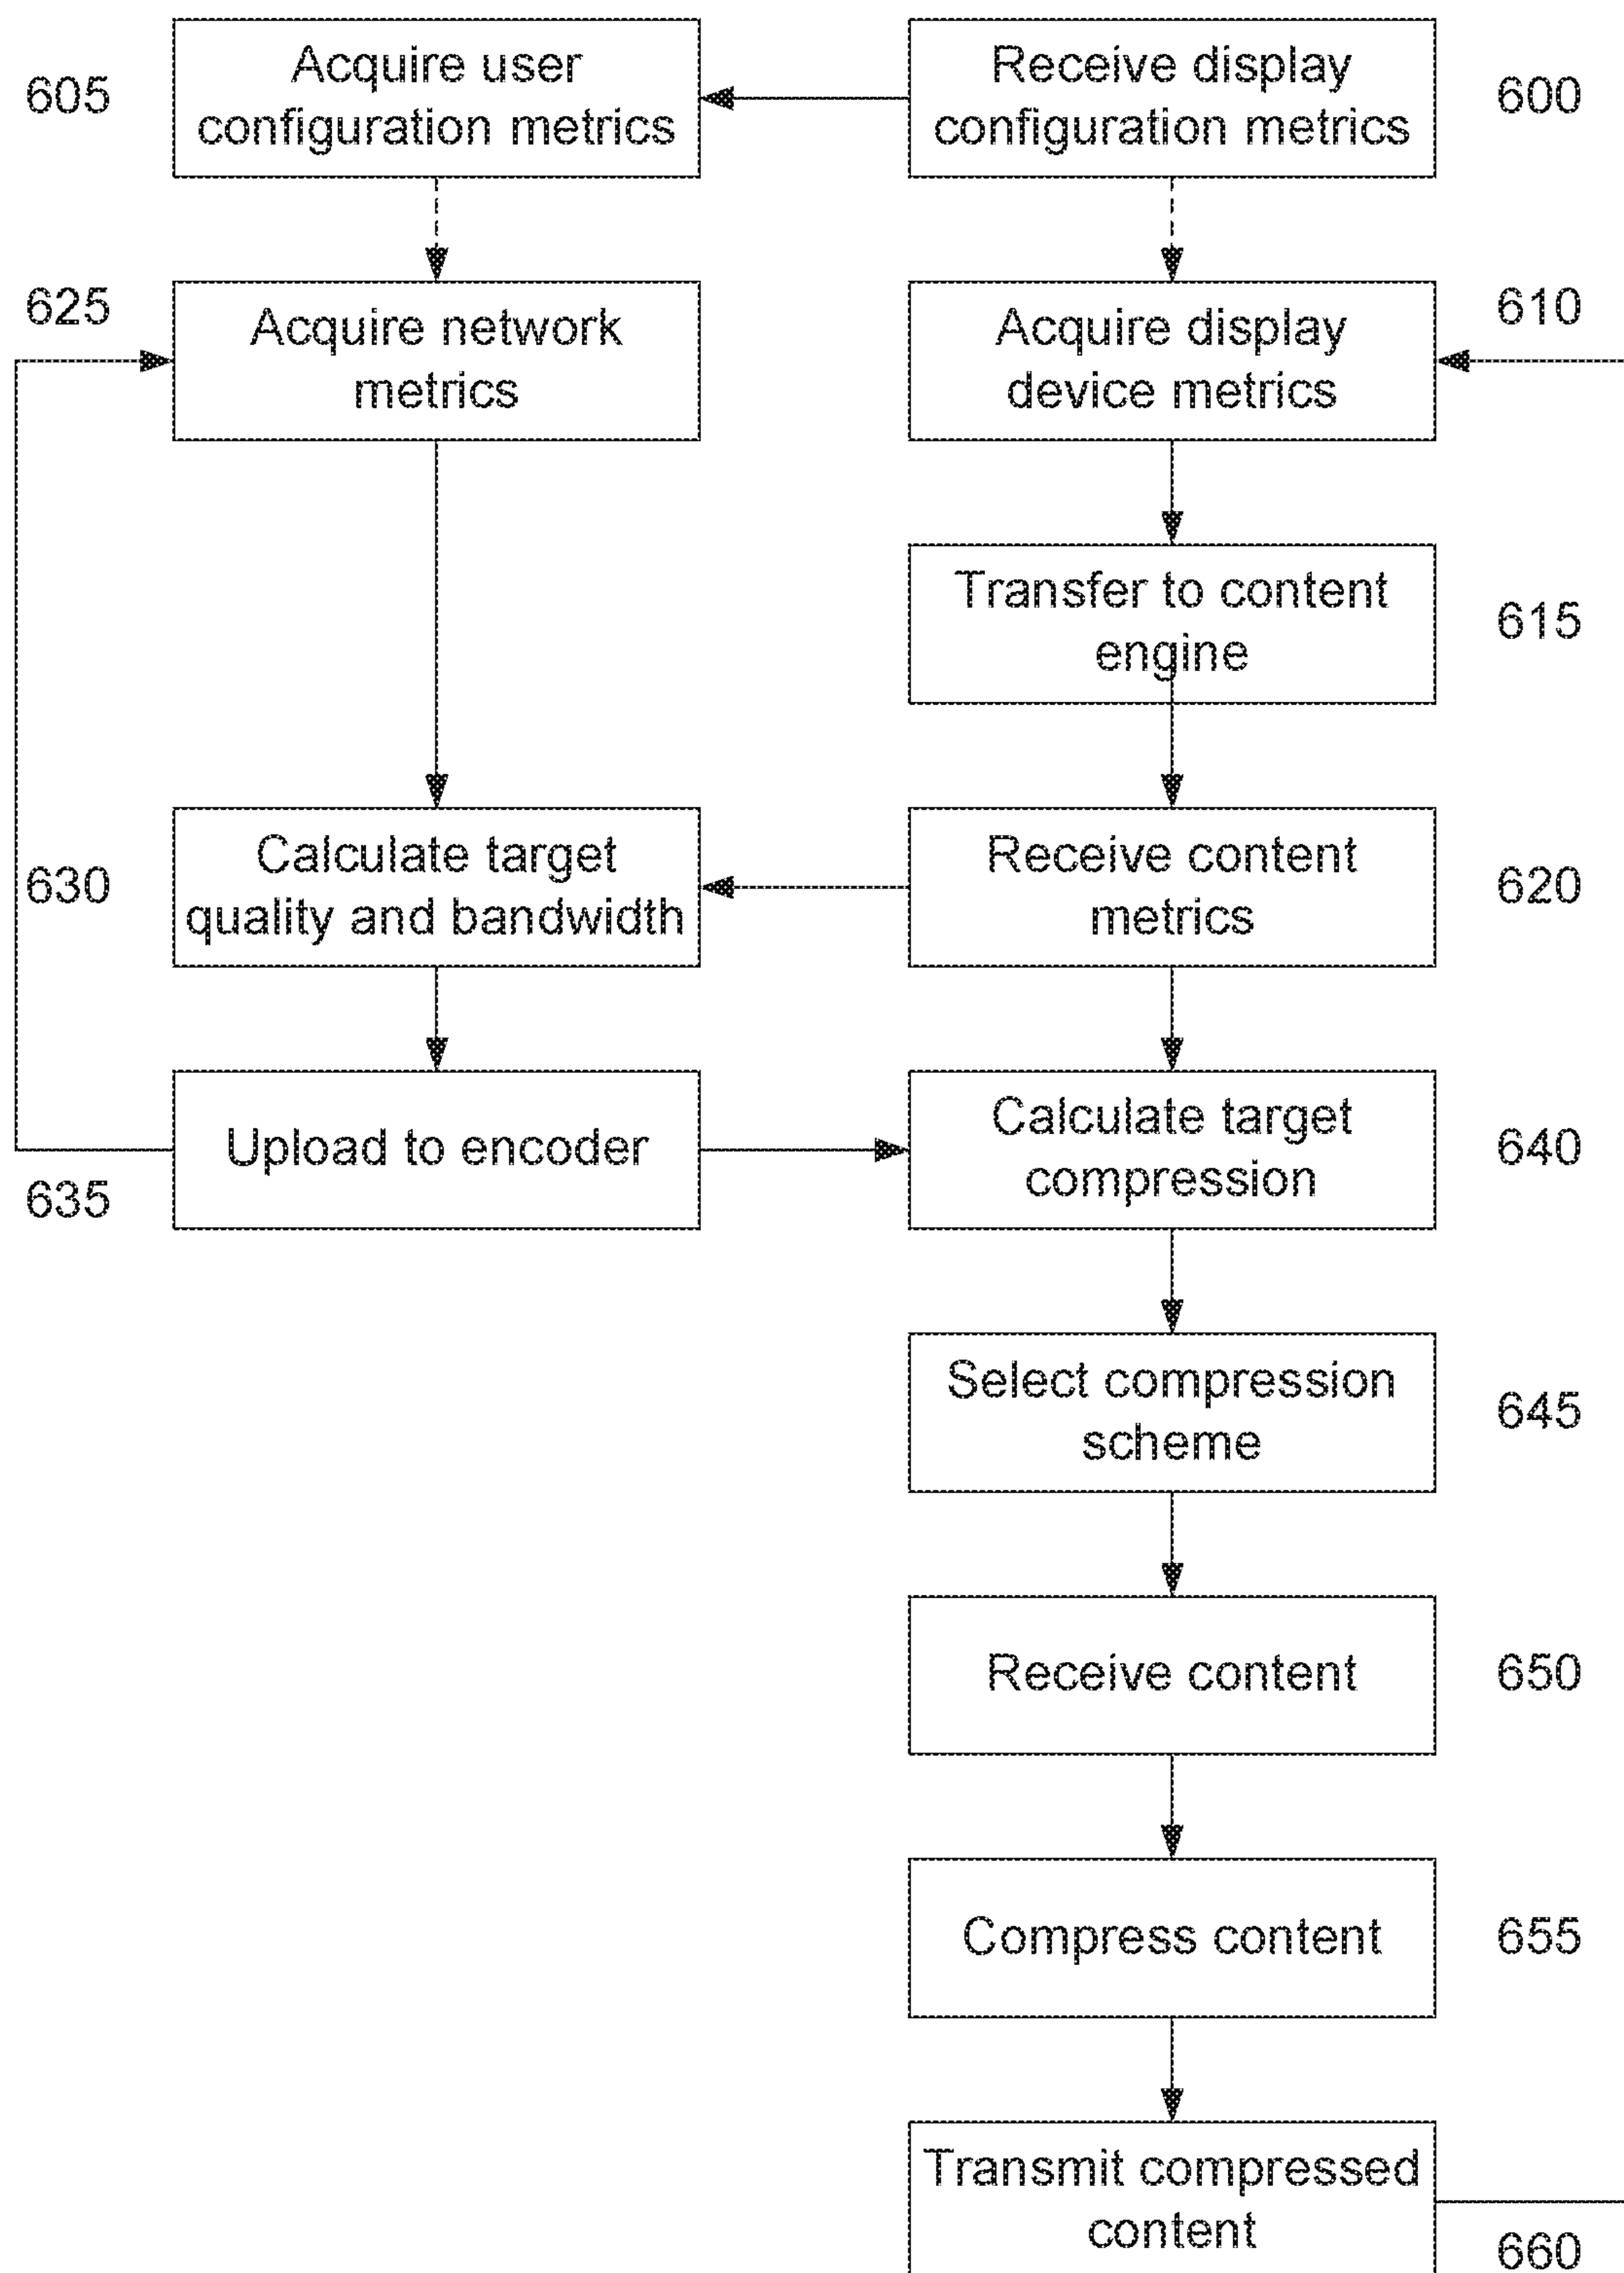 605
Acquire user
configuration metrics
Receive display
configuration metrics
600
625
Acquire network
metrics
Acquire display
device metrics
610
Transfer to content
engine
615
630
Calculate target
quality and bandwidth
Receive content
metrics
620
635
Upload to encoder
Calculate target
compression
640
Select compression
scheme
645
Receive content
650
Compress content
655
Transmit compressed
content
660